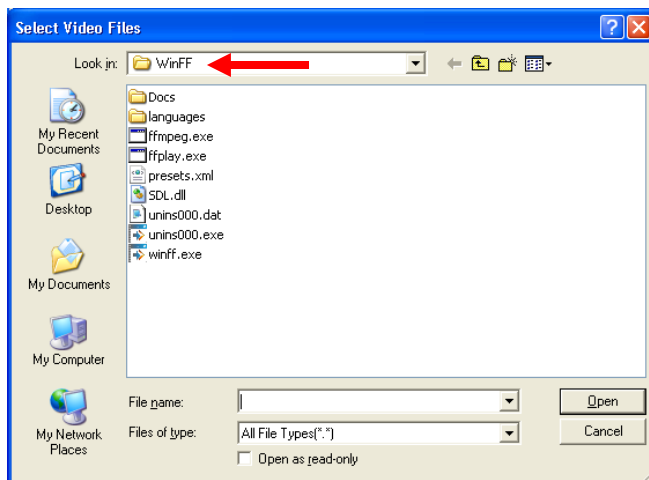 Select Video Files
Look in: WinFF
My Recent
Documents
Desktop
My Documents
My Computer
My Network
Places
Docs
languages
ffmpeg.exe
ffplay.exe
presets.xml
SDL.dll
unins000.dat
unins000.exe
winff.exe
File name:
Open
Files of type: All File Types(*.*)
Cancel
Open as read-only